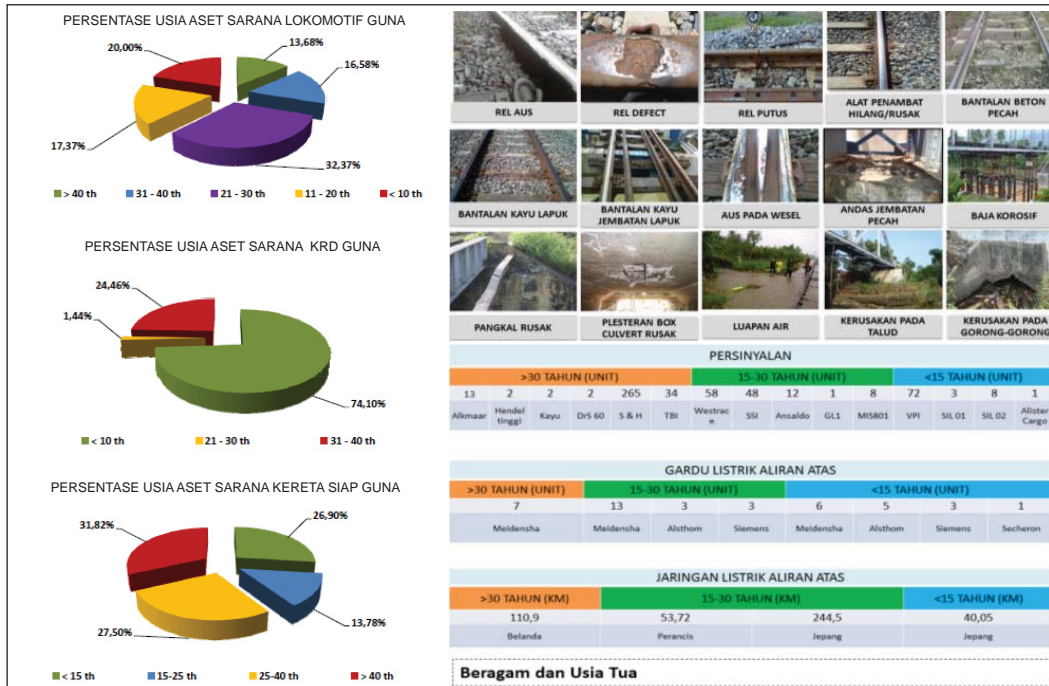 PERSENTASE USIA ASET SARANA LOKOMOTIF GUNA
20,00%
13,68%
16,58%
17,37%
32,37%
> 40 th 31 - 40 th 21 - 30 th 11 - 20 th < 10 th
PERSENTASE USIA ASET SARANA KRD GUNA
24,46%
1,44%
74,10%
< 10 th 21 - 30 th 31 - 40 th
PERSENTASE USIA ASET SARANA KERETA SIAP GUNA
31,82%
26,90%
13,78%
27,50%
< 15 th 15-25 th 25-40 th > 40 th
REL AUS
REL DEFECT
REL PUTUS
ALAT PENAMBAT
HILANG/RUSAK
BANTALAN BETON
PECAH
BANTALAN KAYU LAPUK
BANTALAN KAYU
JEMBATAN LAPUK
AUS PADA WESEL
ANDAS JEMBATAN
PECAH
BAJA KOROSIF
PANGKAL RUSAK
PLESTERAN BOX
CULVERT RUSAK
LUAPAN AIR
KERUSAKAN PADA
TALUD
KERUSAKAN PADA
GORONG-GORONG
PERSINYALAN
>30 TAHUN (UNIT) 15-30 TAHUN (UNIT) <15 TAHUN (UNIT)
13 2 2 2 265 34 58 48 12 1 8 72 3 8 1
Alkmaar Hendel tinggi Kayu DrS 60 S & H TBI Westrac e SSI Ansaldo GL1 MIS801 VPI SIL 01 SIL 02 Alister Cargo
GARDU LISTRIK ALIRAN ATAS
>30 TAHUN (UNIT) 15-30 TAHUN (UNIT) <15 TAHUN (UNIT)
7 13 3 3 6 5 3 1
Meidensha Meidensha Alsthom Siemens Meidensha Alsthom Siemens Secheron
JARINGAN LISTRIK ALIRAN ATAS
>30 TAHUN (KM) 15-30 TAHUN (KM) <15 TAHUN (KM)
110,9 53,72 244,5 40,05
Belanda Perancis Jepang Jepang
Beragam dan Usia Tua